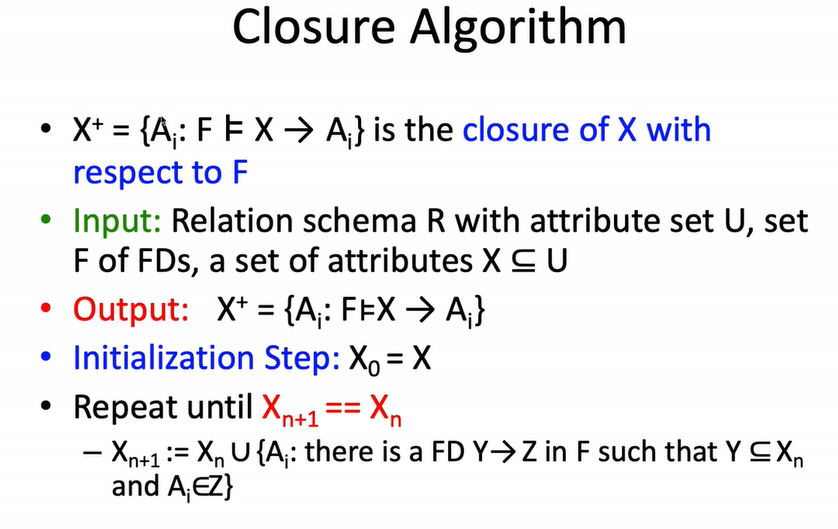 Closure Algorithm
• X⁺ = {Aᵢ: F ⊧ X → Aᵢ} is the closure of X with
respect to F
• Input: Relation schema R with attribute set U, set
F of FDs, a set of attributes X ⊆ U
• Output: X⁺ = {Aᵢ: F⊧X → Aᵢ}
• Initialization Step: X₀ = X
• Repeat until Xₙ₊₁ == Xₙ
– Xₙ₊₁ := Xₙ ∪ {Aᵢ: there is a FD Y→Z in F such that Y ⊆ Xₙ
and Aᵢ∈Z}